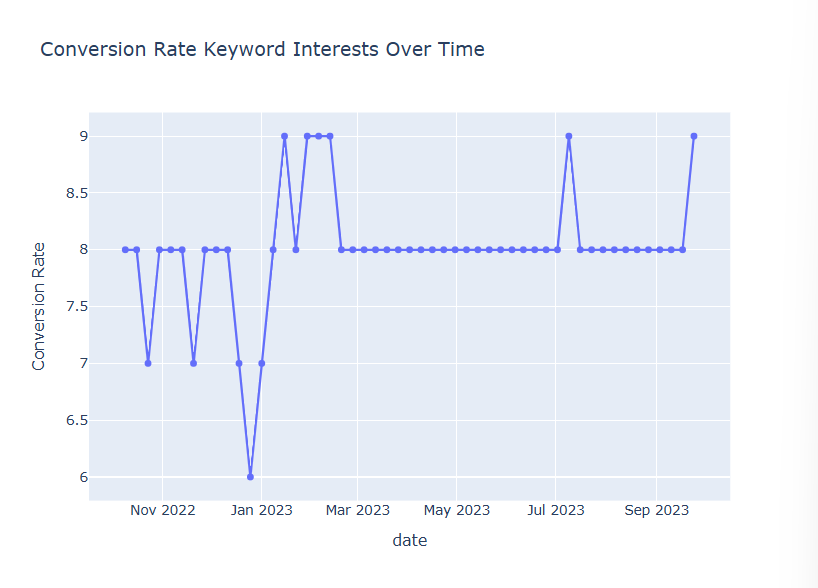 Conversion Rate Keyword Interests Over Time
9
8.5
8
7.5
7
6.5
6
Conversion Rate
Nov 2022 Jan 2023 Mar 2023 May 2023 Jul 2023 Sep 2023
date